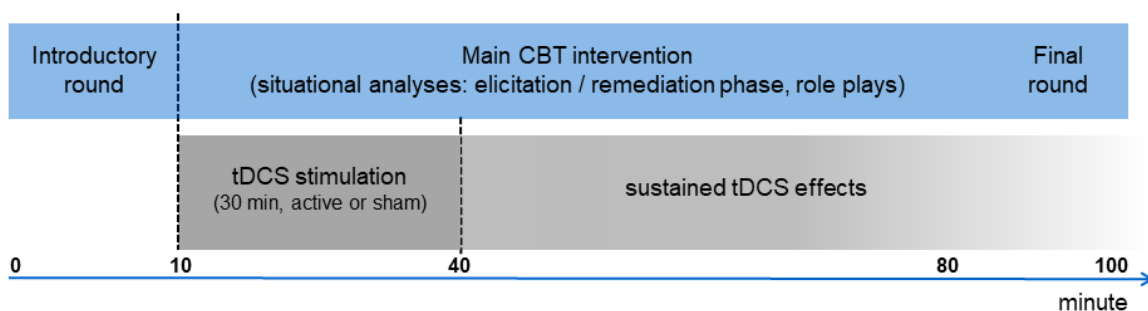 Introductory
round
Main CBT intervention
(situational analyses: elicitation / remediation phase, role plays)
Final
round
tDCS stimulation
(30 min, active or sham)
sustained tDCS effects
0 10 40 80 100
minute